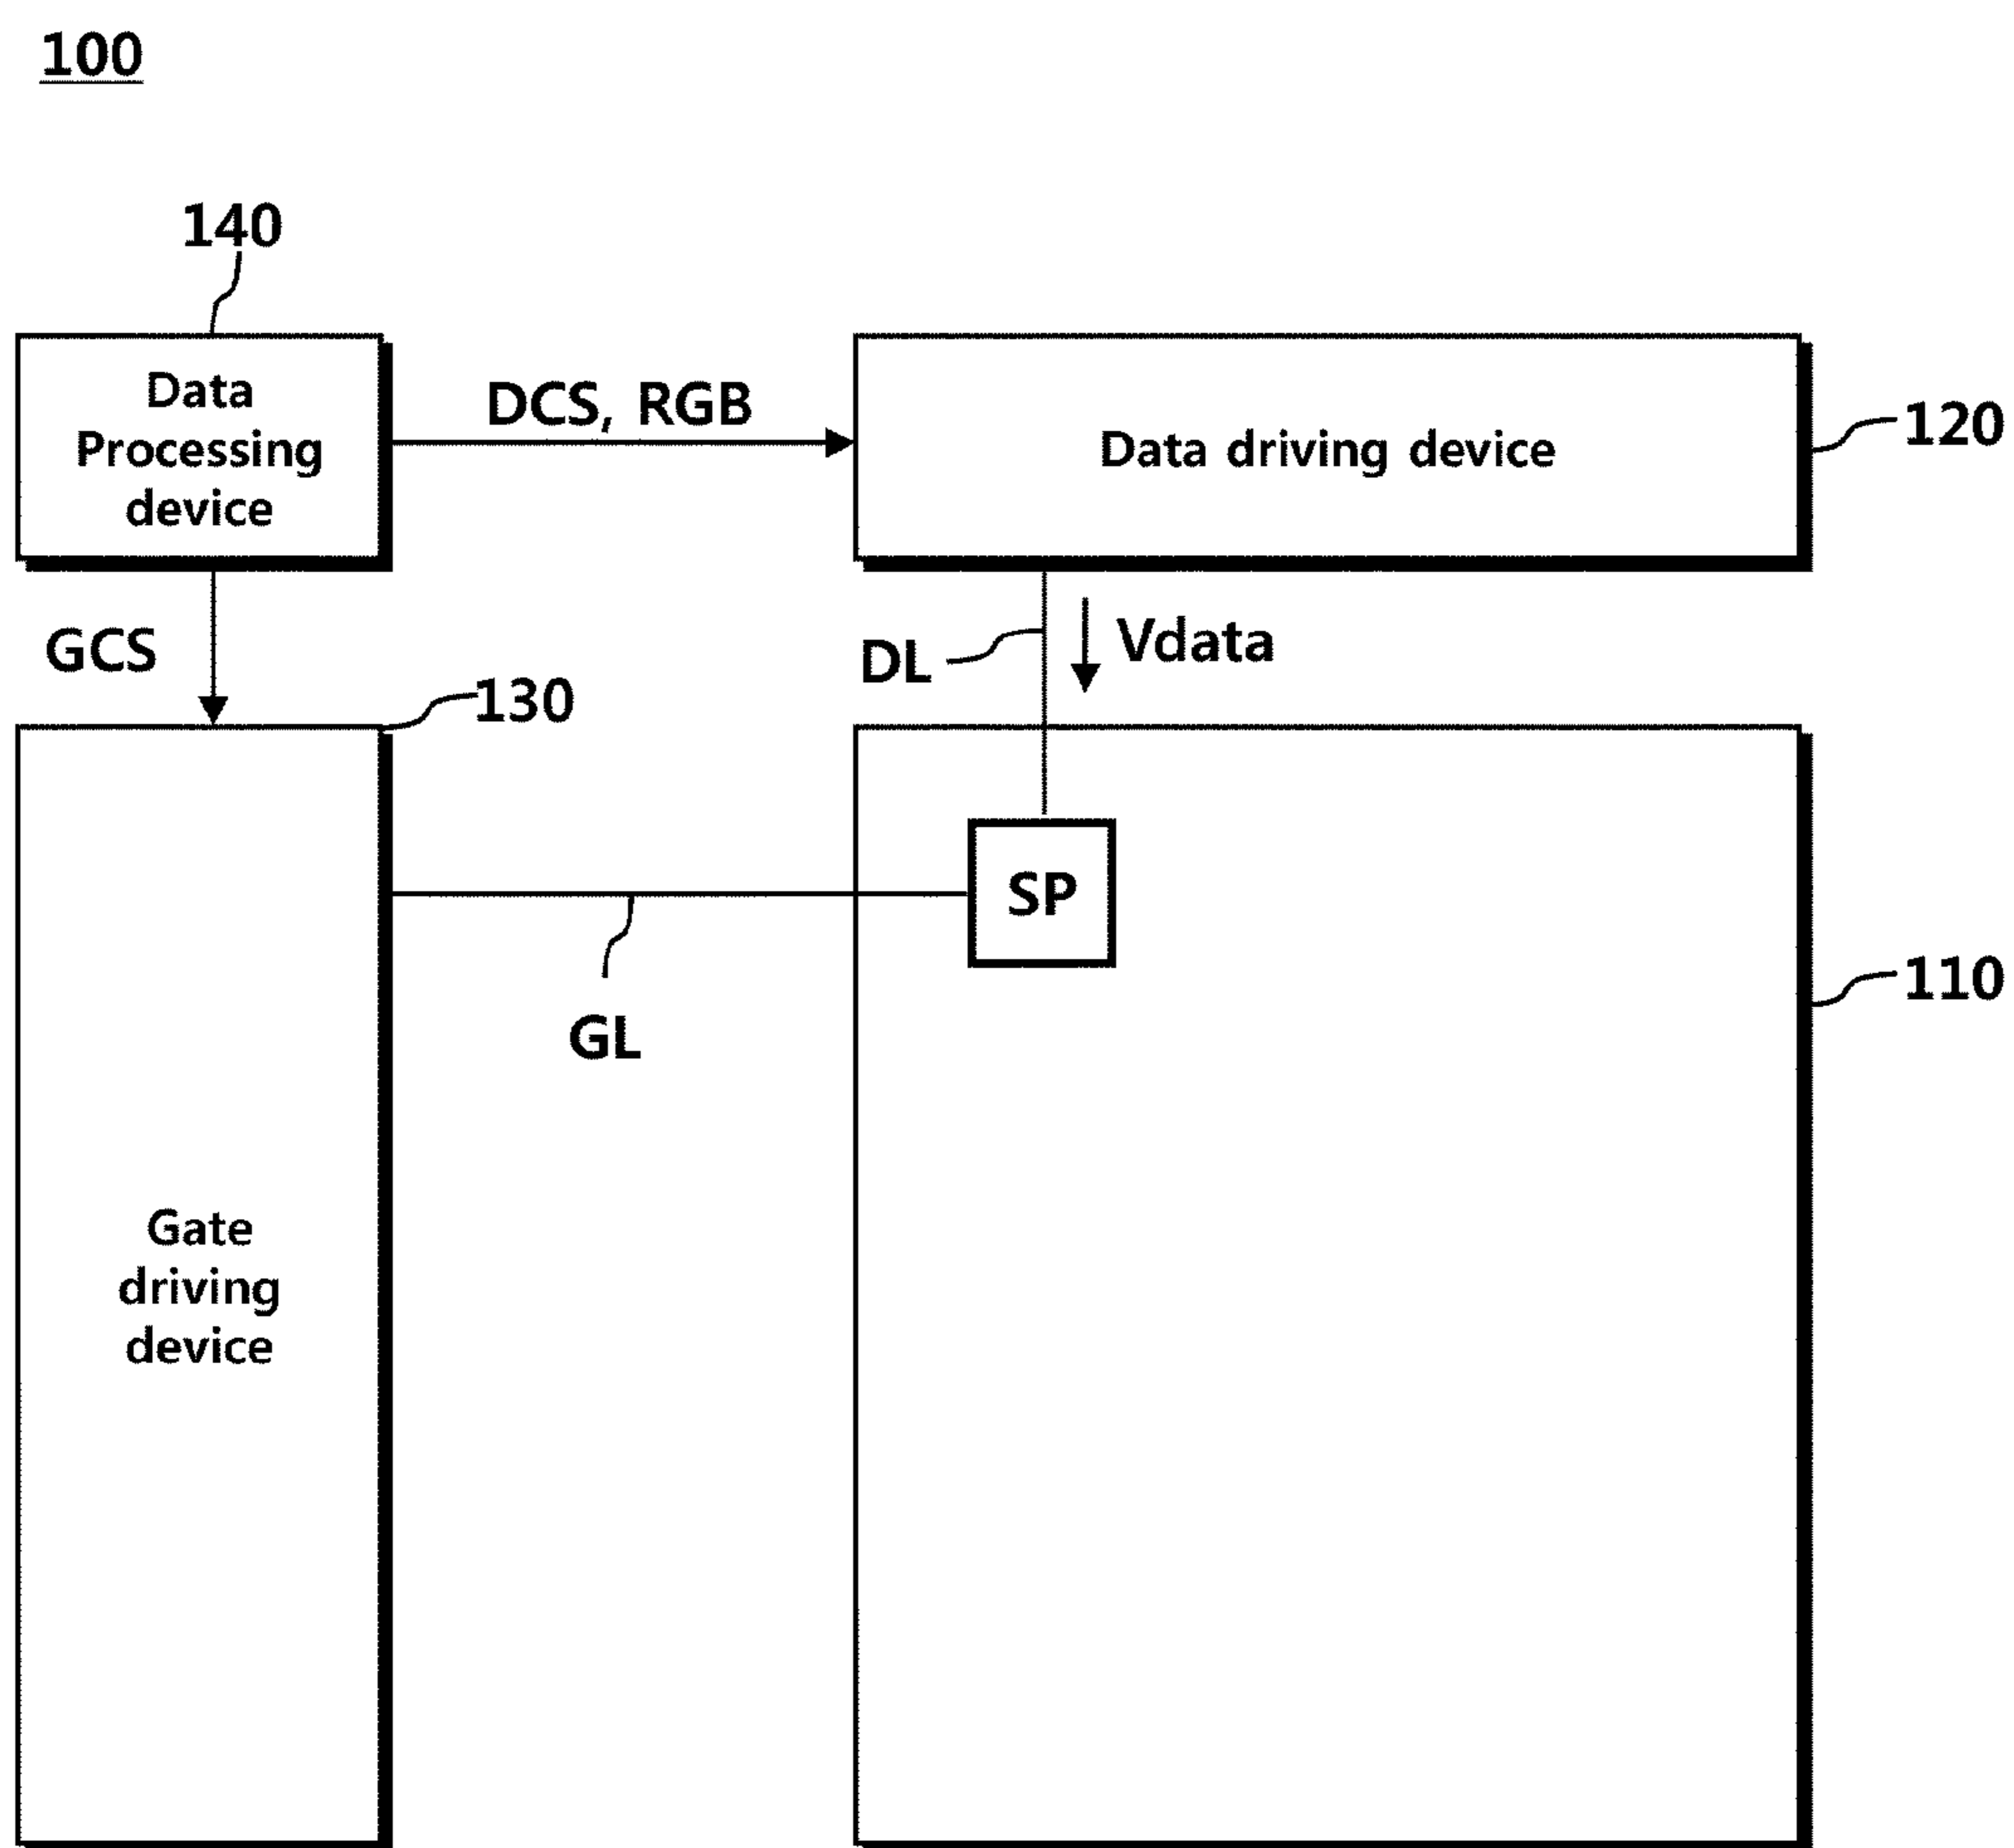 100
140
Data
Processing
device
DCS, RGB
Data driving device
120
GCS
DL
Vdata
130
SP
GL
110
Gate
driving
device